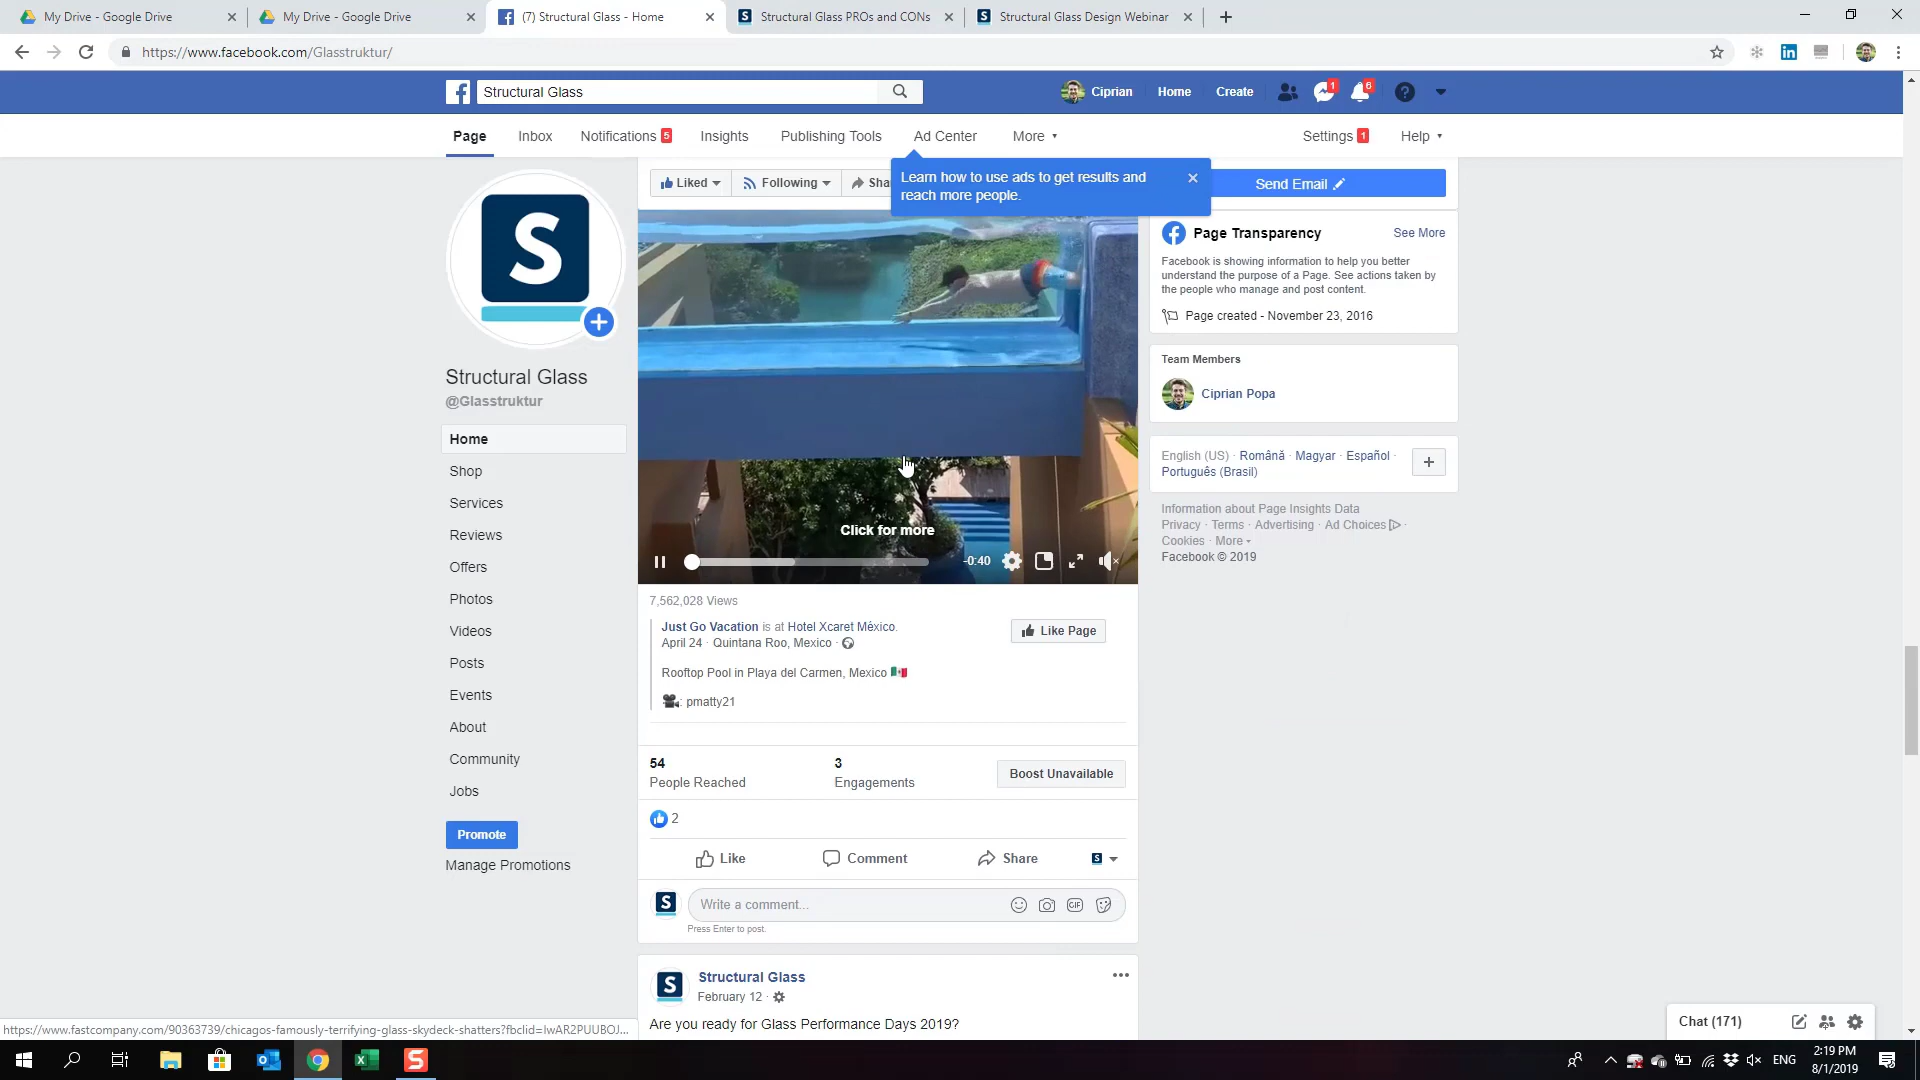 My Drive - Google Drive
My Drive - Google Drive
(7) Structural Glass - Home
Structural Glass PROs and CONs
Structural Glass Design Webinar
https://www.facebook.com/Glasstruktur/
Structural Glass
Ciprian
Home
Create
1
6
Page
Inbox
Notifications 5
Insights
Publishing Tools
Ad Center
More
Settings 1
Help
Liked
Following
Sha
Learn how to use ads to get results and
reach more people.
Send Email
S
Structural Glass
@Glasstruktur
Home
Shop
Services
Reviews
Offers
Photos
Videos
Posts
Events
About
Community
Jobs
Promote
Manage Promotions
Click for more
-0:40
7,562,028 Views
Just Go Vacation is at Hotel Xcaret México.
April 24 · Quintana Roo, Mexico ·
Like Page
Rooftop Pool in Playa del Carmen, Mexico
: pmatty21
54
People Reached
3
Engagements
Boost Unavailable
2
Like
Comment
Share
S
S
Write a comment...
GIF
Press Enter to post.
S
Structural Glass
February 12 ·
Are you ready for Glass Performance Days 2019?
Page Transparency
See More
Facebook is showing information to help you better
understand the purpose of a Page. See actions taken by
the people who manage and post content.
Page created - November 23, 2016
Team Members
Ciprian Popa
English (US) · Română · Magyar · Español ·
Português (Brasil)
Information about Page Insights Data
Privacy · Terms · Advertising · Ad Choices ·
Cookies · More
Facebook © 2019
Chat (171)
https://www.fastcompany.com/90363739/chicagos-famously-terrifying-glass-skydeck-shatters?fbclid=IwAR2PUUBOJ...
ENG
2:19 PM
8/1/2019